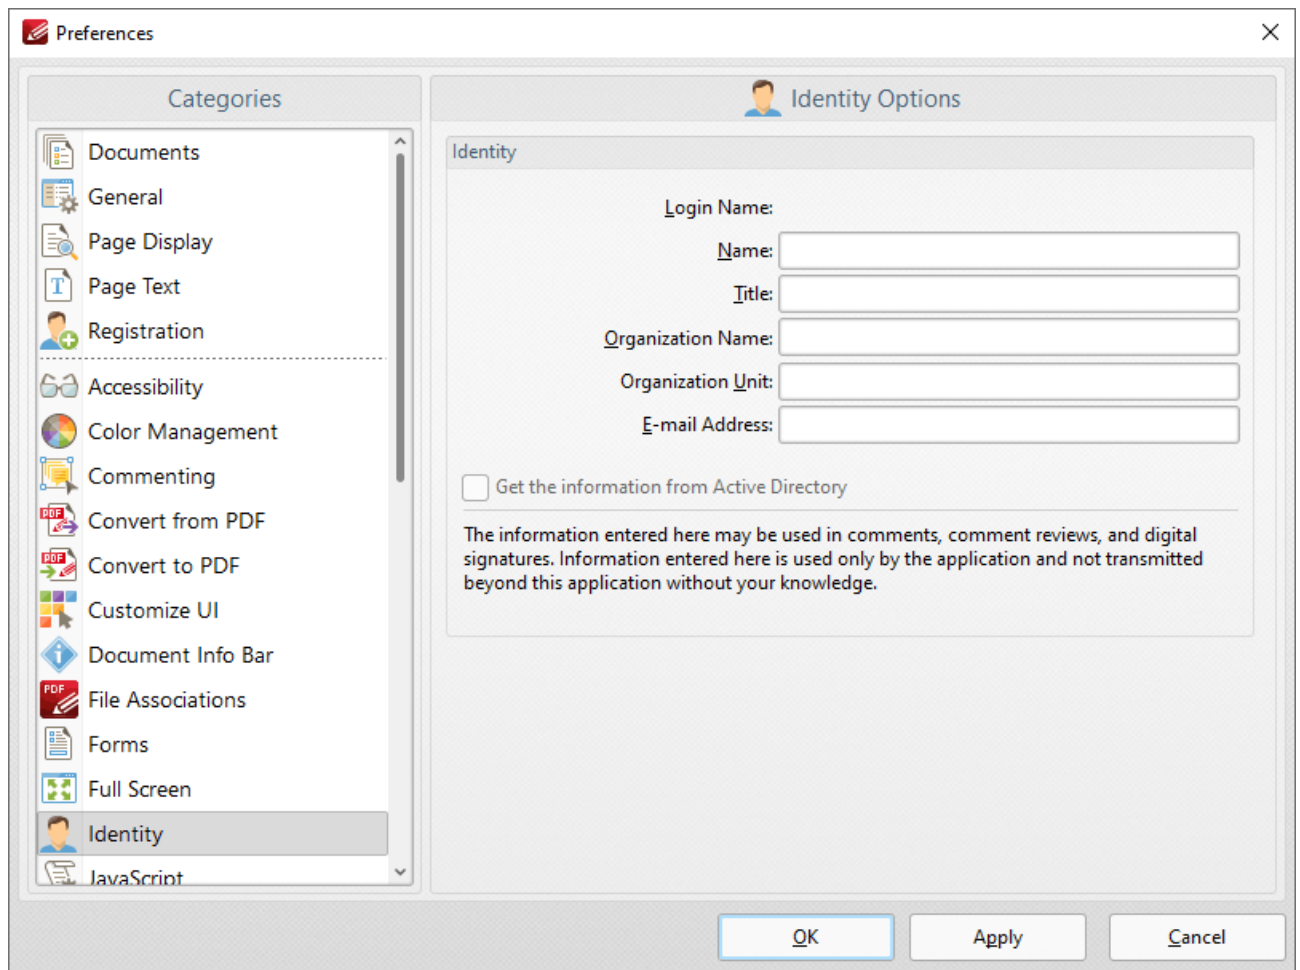 Preferences
Categories
Documents
General
Page Display
Page Text
T
Registration
Accessibility
Color Management
Commenting
PDF
Convert from PDF
PDF
Convert to PDF
Customize UI
i
Document Info Bar
PDF
File Associations
Forms
Full Screen
Identity
JavaScript
Identity Options
Identity
Login Name:
Name:
Title:
Organization Name:
Organization Unit:
E-mail Address:
Get the information from Active Directory
The information entered here may be used in comments, comment reviews, and digital
signatures. Information entered here is used only by the application and not transmitted
beyond this application without your knowledge.
OK
Apply
Cancel